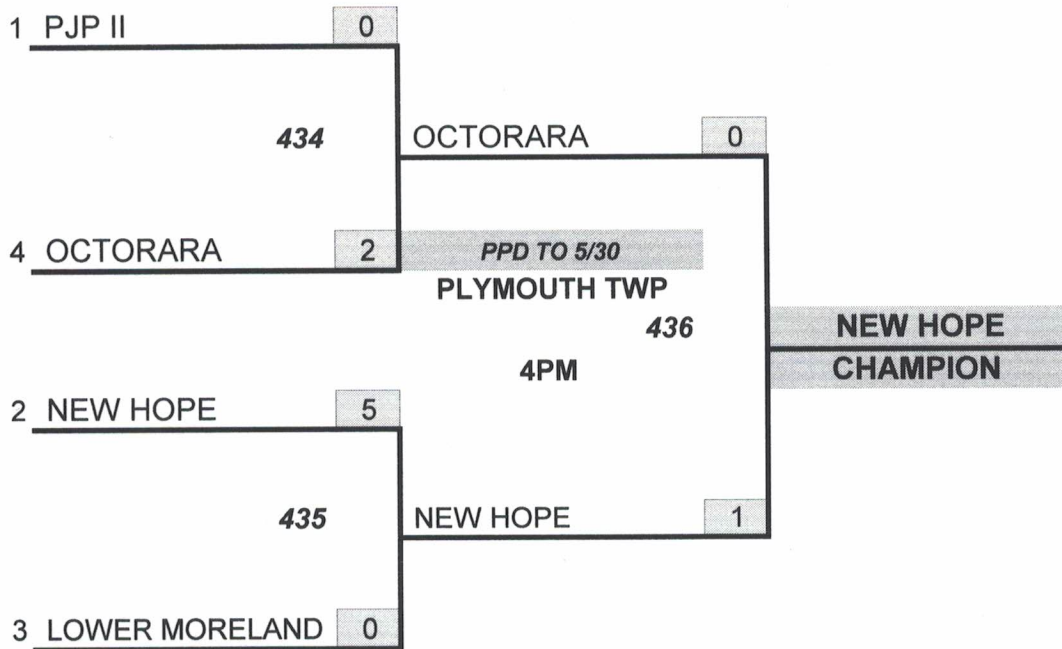 1 PJP II 0
434
OCTORARA 0
4 OCTORARA 2
PPD TO 5/30
PLYMOUTH TWP
436
NEW HOPE
4PM
CHAMPION
2 NEW HOPE 5
435
NEW HOPE 1
3 LOWER MORELAND 0